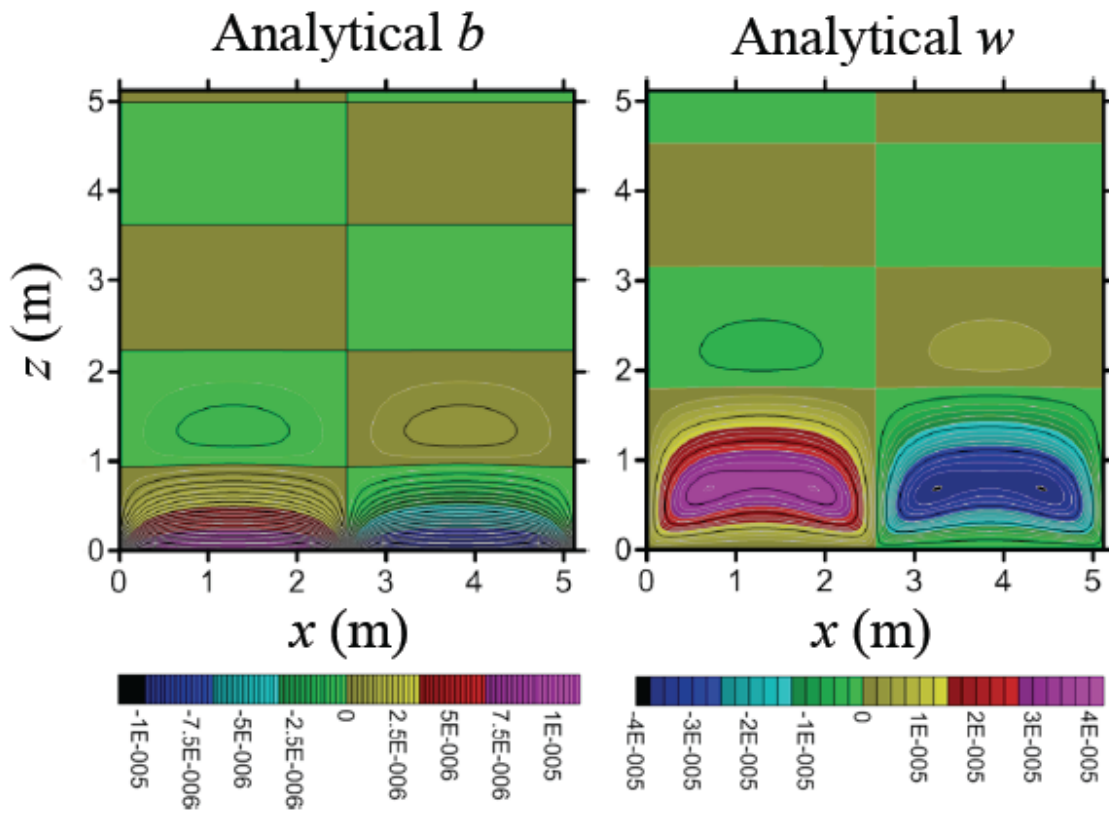 Analytical b
Analytical w
5
4
3
2
1
0
z (m)
0 1 2 3 4 5
x (m)
5
4
3
2
1
0
0 1 2 3 4 5
x (m)
-1E-005
-7.5E-006
-5E-006
-2.5E-006
0
2.5E-006
5E-006
7.5E-006
1E-005
-4E-005
-3E-005
-2E-005
-1E-005
0
1E-005
2E-005
3E-005
4E-005